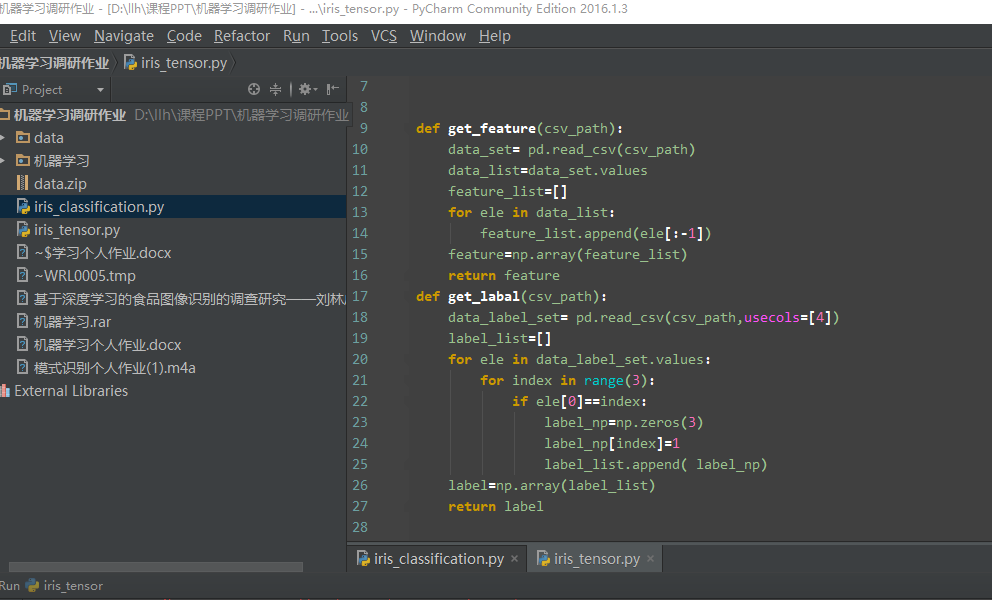 机器学习调研作业 - [D:\llh\课程PPT\机器学习调研作业] - ...\iris_tensor.py - PyCharm Community Edition 2016.1.3
Edit View Navigate Code Refactor Run Tools VCS Window Help
机器学习调研作业 iris_tensor.py
Project
机器学习调研作业 D:\llh\课程PPT\机器学习调研作业
data
机器学习
data.zip
iris_classification.py
iris_tensor.py
~$学习个人作业.docx
~WRL0005.tmp
基于深度学习的食品图像识别的调查研究——刘林
机器学习.rar
机器学习个人作业.docx
模式识别个人作业(1).m4a
External Libraries
7
8
9 def get_feature(csv_path):
10 data_set= pd.read_csv(csv_path)
11 data_list=data_set.values
12 feature_list=[]
13 for ele in data_list:
14 feature_list.append(ele[:-1])
15 feature=np.array(feature_list)
16 return feature
17 def get_labal(csv_path):
18 data_label_set= pd.read_csv(csv_path,usecols=[4])
19 label_list=[]
20 for ele in data_label_set.values:
21 for index in range(3):
22 if ele[0]==index:
23 label_np=np.zeros(3)
24 label_np[index]=1
25 label_list.append( label_np)
26 label=np.array(label_list)
27 return label
28
iris_classification.py × iris_tensor.py ×
Run iris_tensor